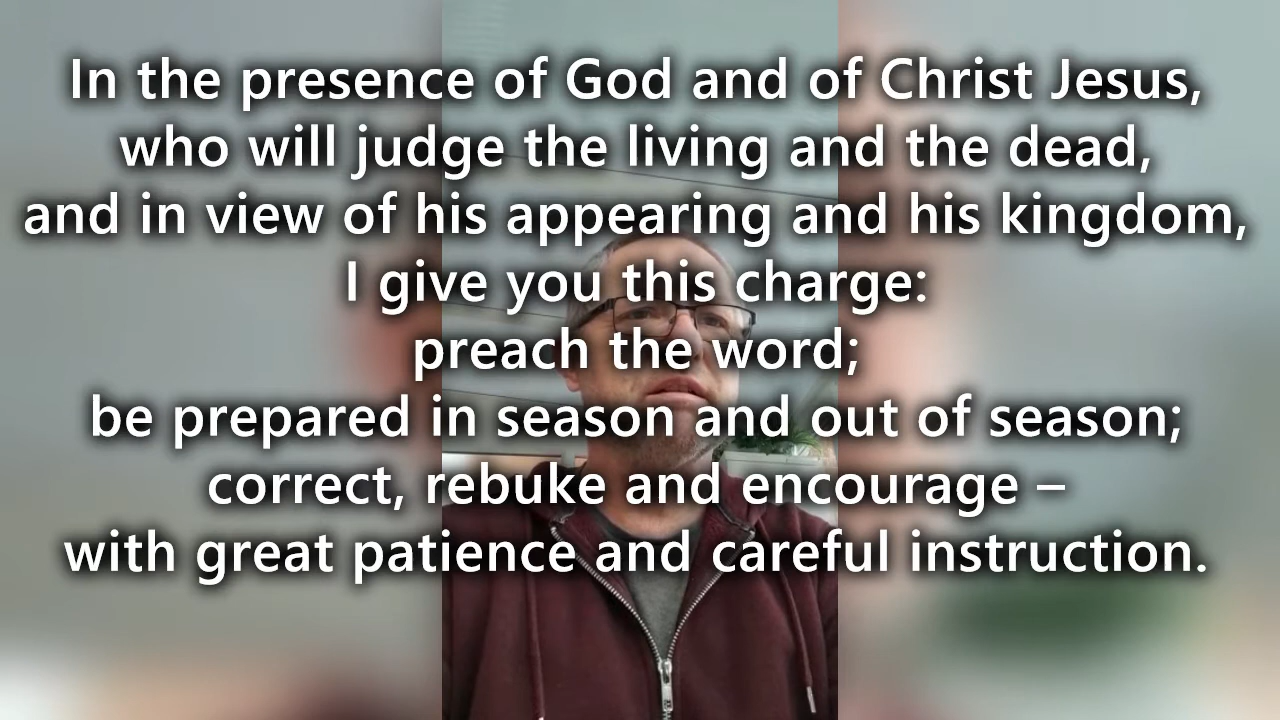 In the presence of God and of Christ Jesus,
who will judge the living and the dead,
and in view of his appearing and his kingdom,
I give you this charge:
preach the word;
be prepared in season and out of season;
correct, rebuke and encourage –
with great patience and careful instruction.